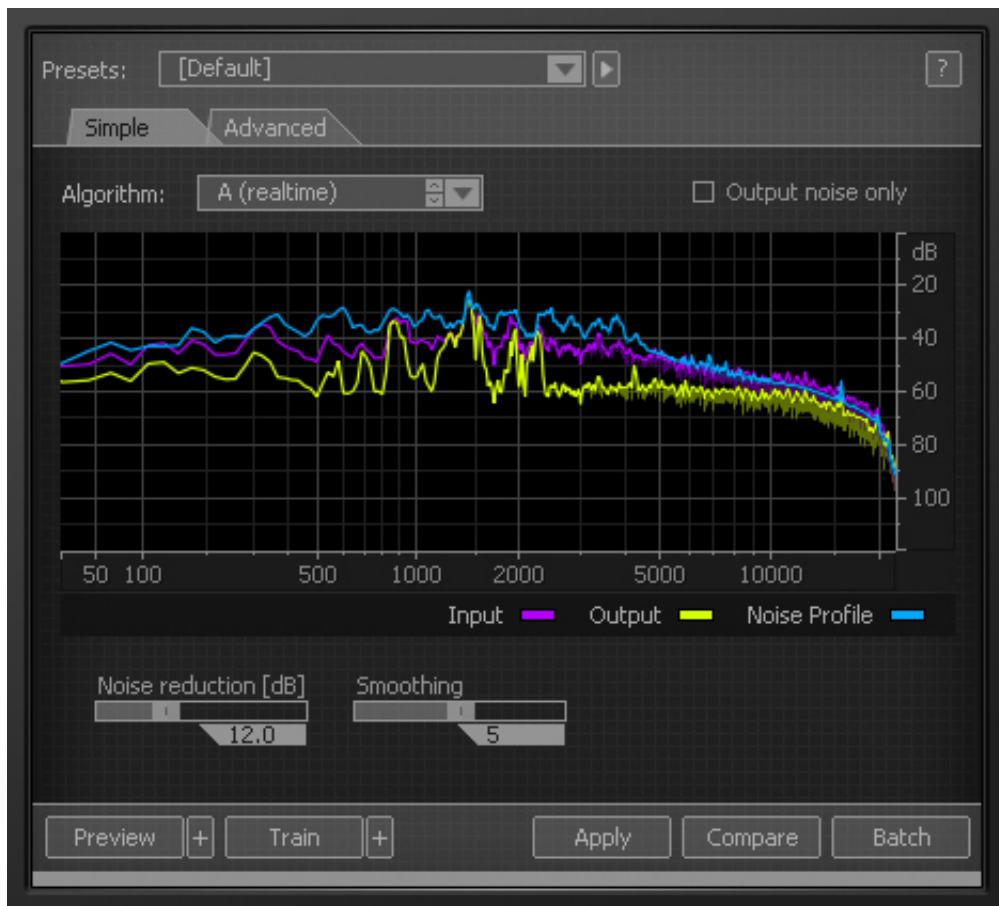 Presets: [Default] ?
Simple Advanced
Algorithm: A (realtime) Output noise only
dB
20
40
60
80
100
50 100 500 1000 2000 5000 10000
Input Output Noise Profile
Noise reduction [dB] Smoothing
12.0 5
Preview + Train + Apply Compare Batch